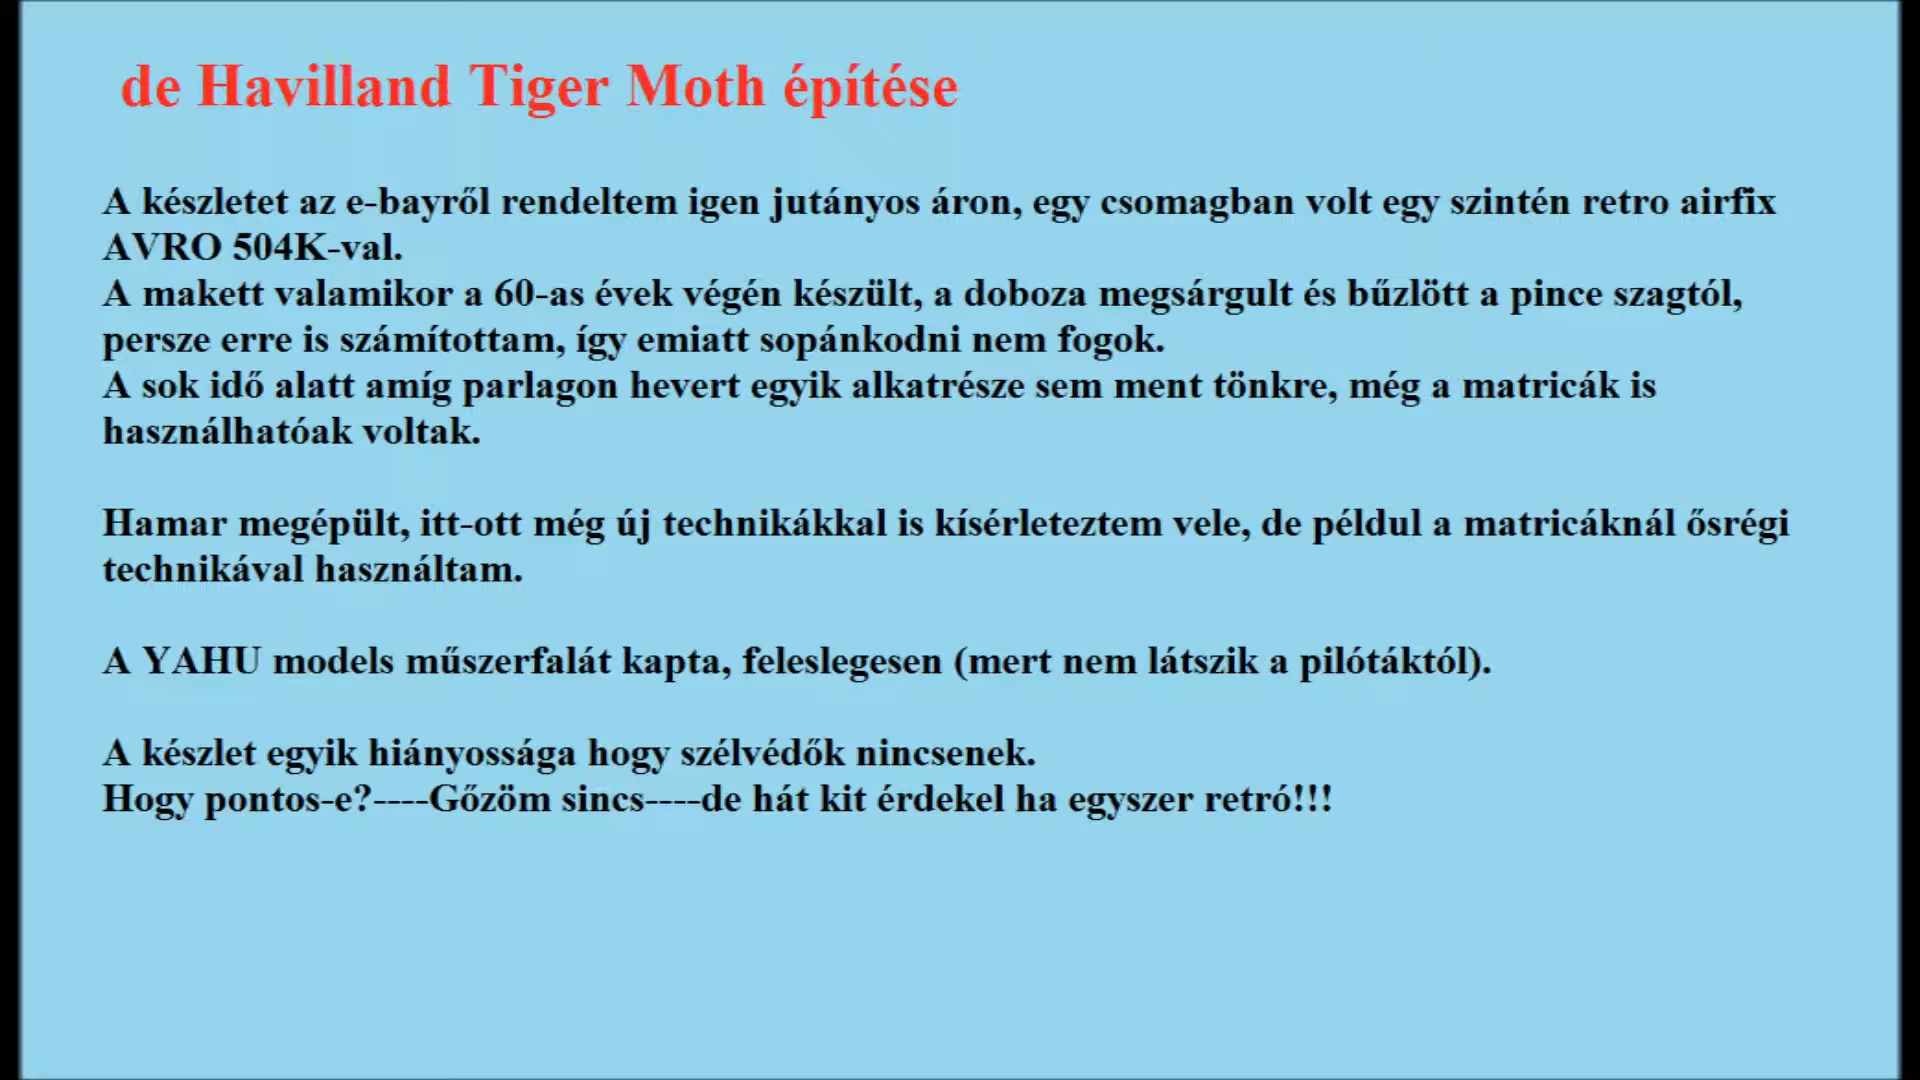 de Havilland Tiger Moth építése
A készletet az e-bayről rendeltem igen jutányos áron, egy csomagban volt egy szintén retro airfix
AVRO 504K-val.
A makett valamikor a 60-as évek végén készült, a doboza megsárgult és bűzlött a pince szagtól,
persze erre is számítottam, így emiatt sopánkodni nem fogok.
A sok idő alatt amíg parlagon hevert egyik alkatrésze sem ment tönkre, még a matricák is
használhatóak voltak.
Hamar megépült, itt-ott még új technikákkal is kísérleteztem vele, de példul a matricáknál ősrégi
technikával használtam.
A YAHU models műszerfalát kapta, feleslegesen (mert nem látszik a pilótáktól).
A készlet egyik hiányossága hogy szélvédők nincsenek.
Hogy pontos-e?----Gőzöm sincs----de hát kit érdekel ha egyszer retró!!!